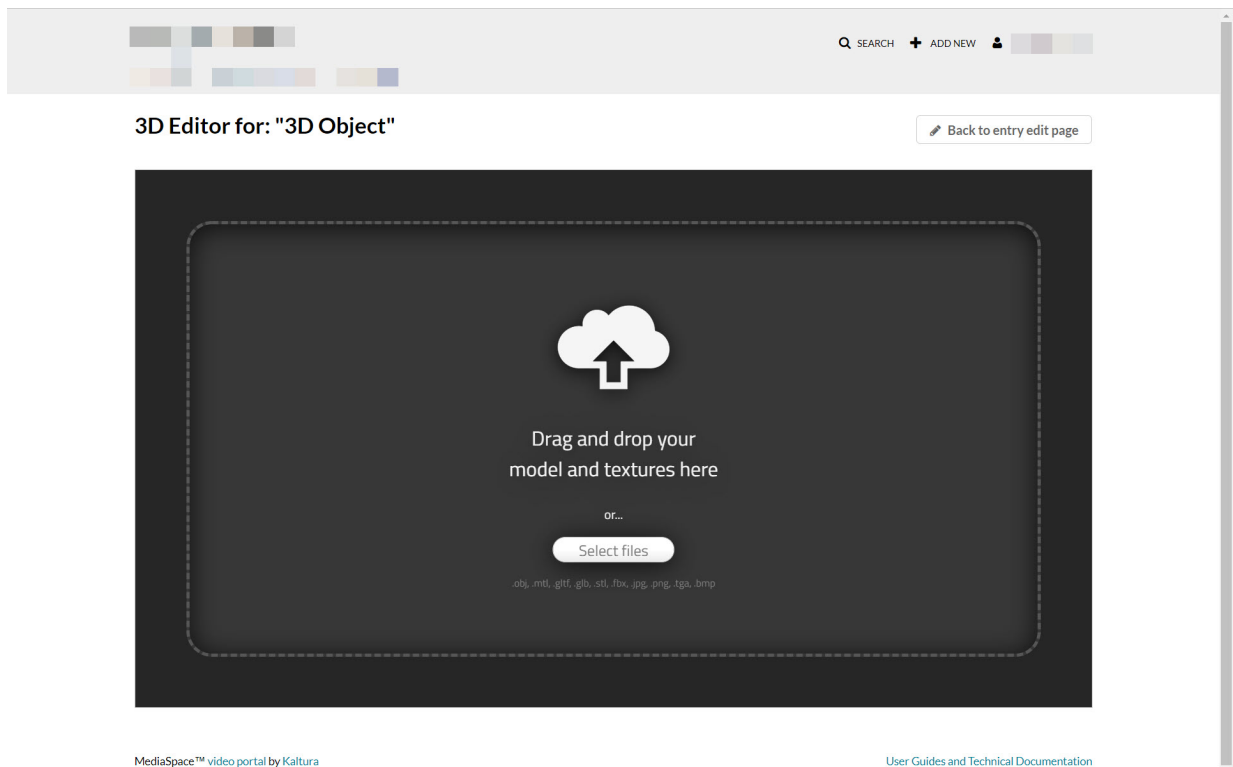 SEARCH ADD NEW
3D Editor for: "3D Object"
Back to entry edit page
Drag and drop your
model and textures here
or...
Select files
.obj, .mtl, .gltf, .glb, .stl, .fbx, .jpg, .png, .tga, .bmp
MediaSpace™ video portal by Kaltura
User Guides and Technical Documentation